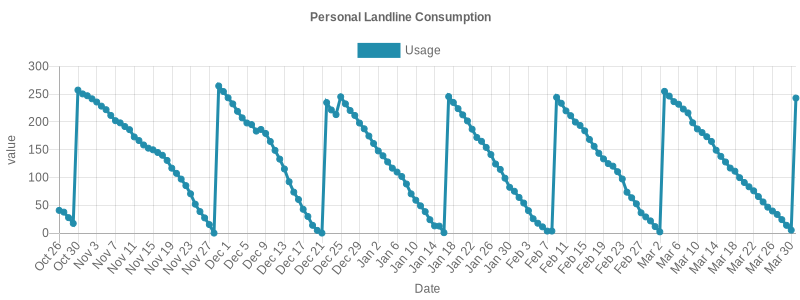 Personal Landline Consumption
Usage
300
250
200
150
100
50
0
value
Oct 26
Oct 30
Nov 3
Nov 7
Nov 11
Nov 15
Nov 19
Nov 23
Nov 27
Dec 1
Dec 5
Dec 9
Dec 13
Dec 17
Dec 21
Dec 25
Dec 29
Jan 2
Jan 6
Jan 10
Jan 14
Jan 18
Jan 22
Jan 26
Jan 30
Feb 3
Feb 7
Feb 11
Feb 15
Feb 19
Feb 23
Feb 27
Mar 2
Mar 6
Mar 10
Mar 14
Mar 18
Mar 22
Mar 26
Mar 30
Date